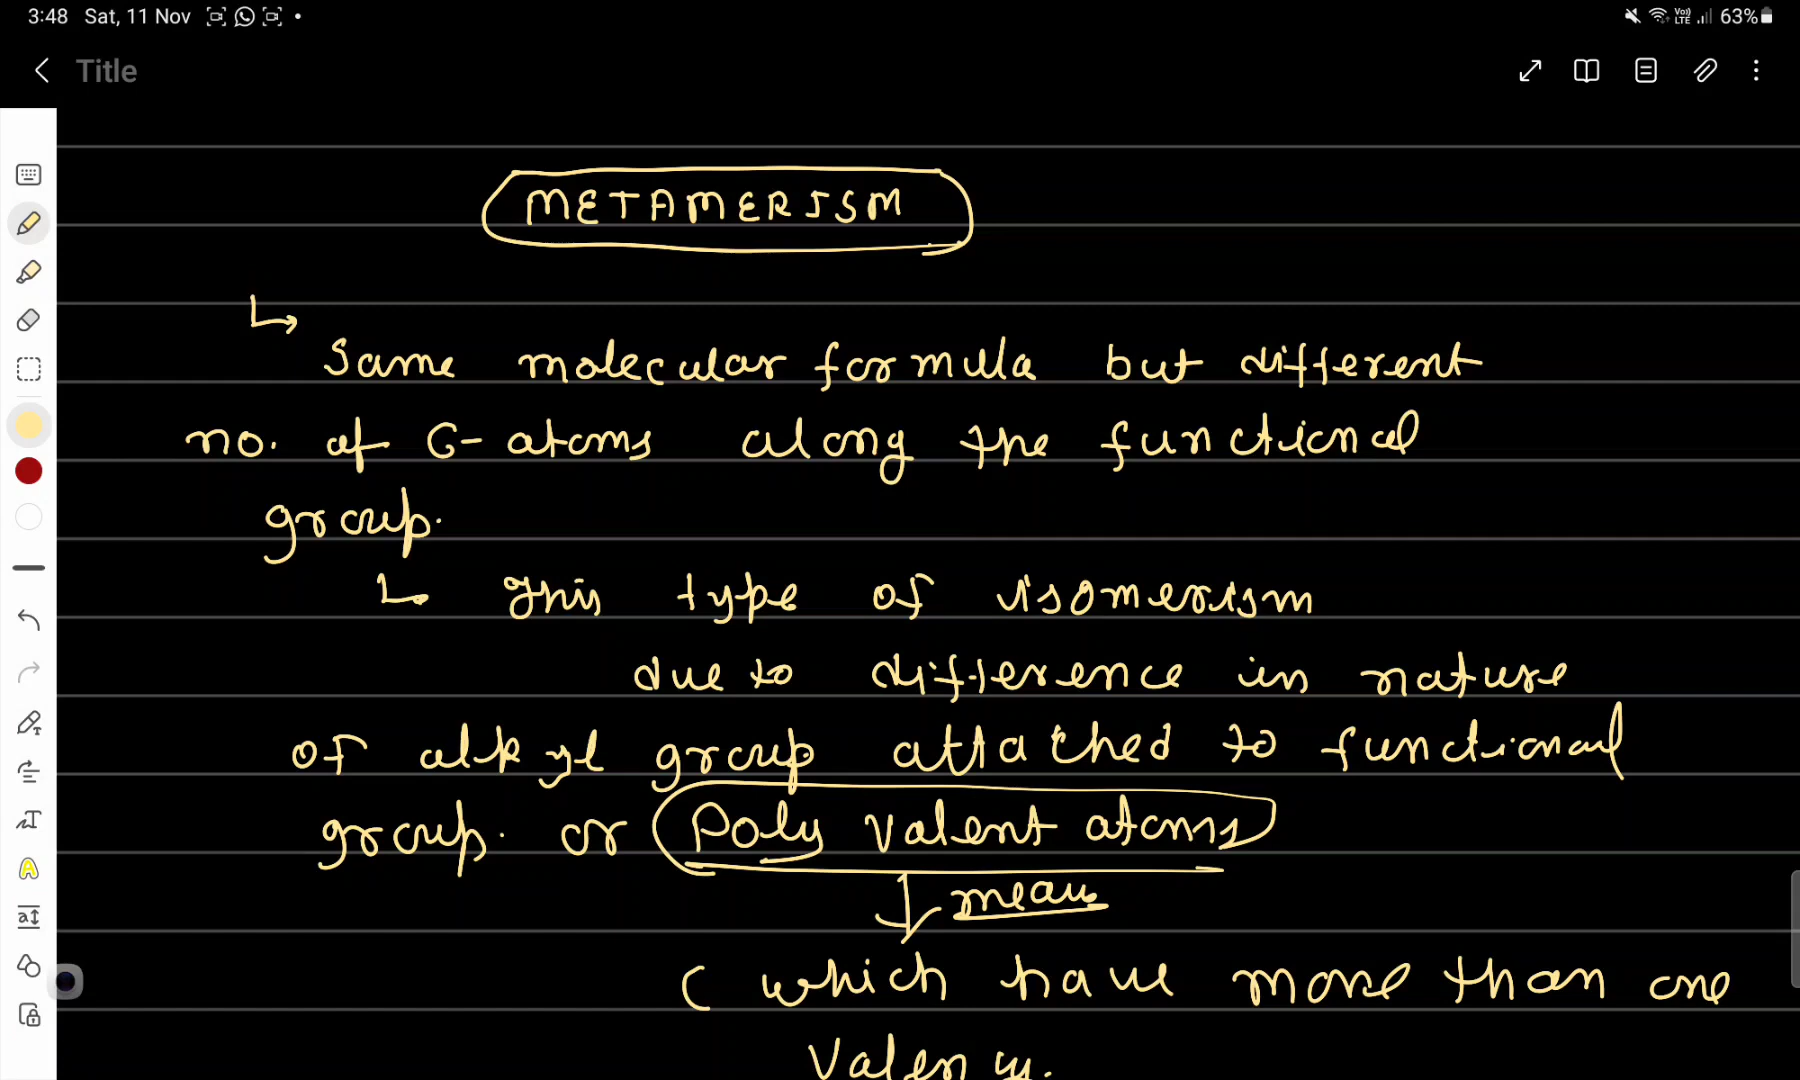 3:48 Sat, 11 Nov 63%
Title
METAMERISM
Same molecular formula but different
no. of C- atoms along the functional
group.
This type of isomerism
due to difference in nature
of alkyl group attached to functional
group. or Poly valent atoms
mean
( which have more than one
valency.